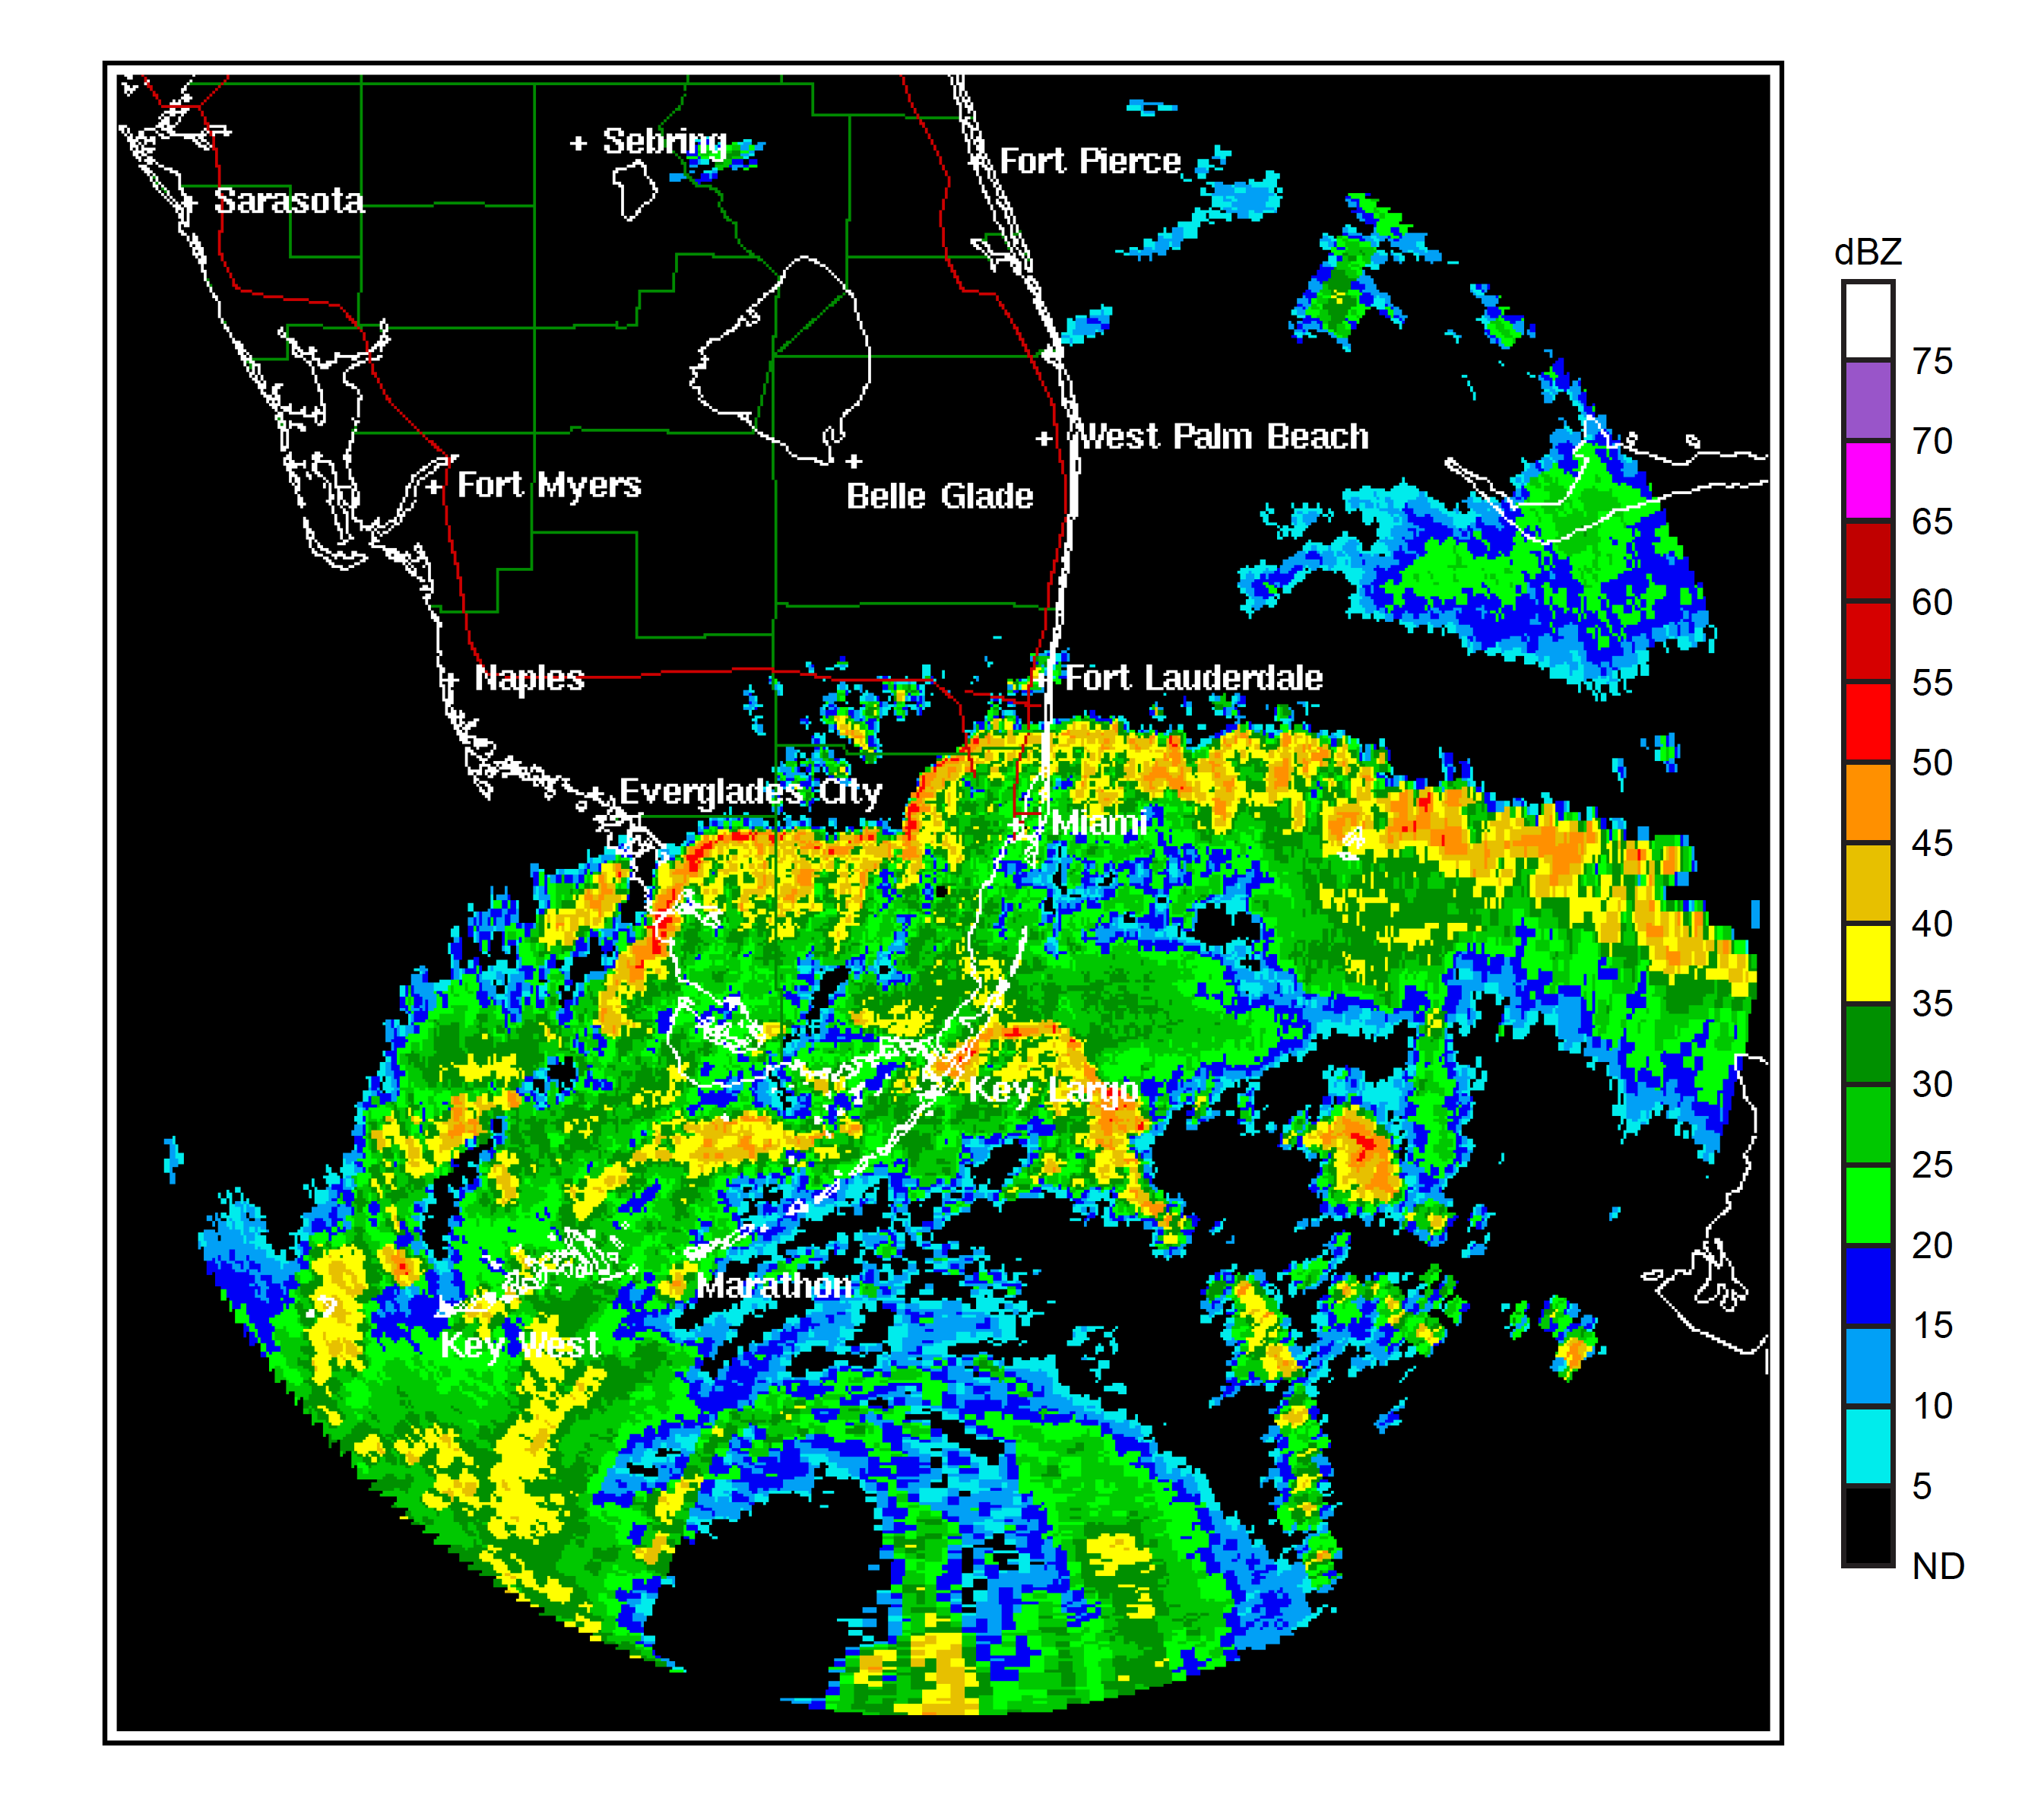 Sebring
Fort Pierce
Sarasota
dBZ
75
West Palm Beach
70
Fort Myers
Belle Glade
65
60
Naples
Fort Lauderdale
55
50
Everglades City
Miami
45
40
35
Key Largo
30
25
20
Marathon
Key West
15
10
5
ND